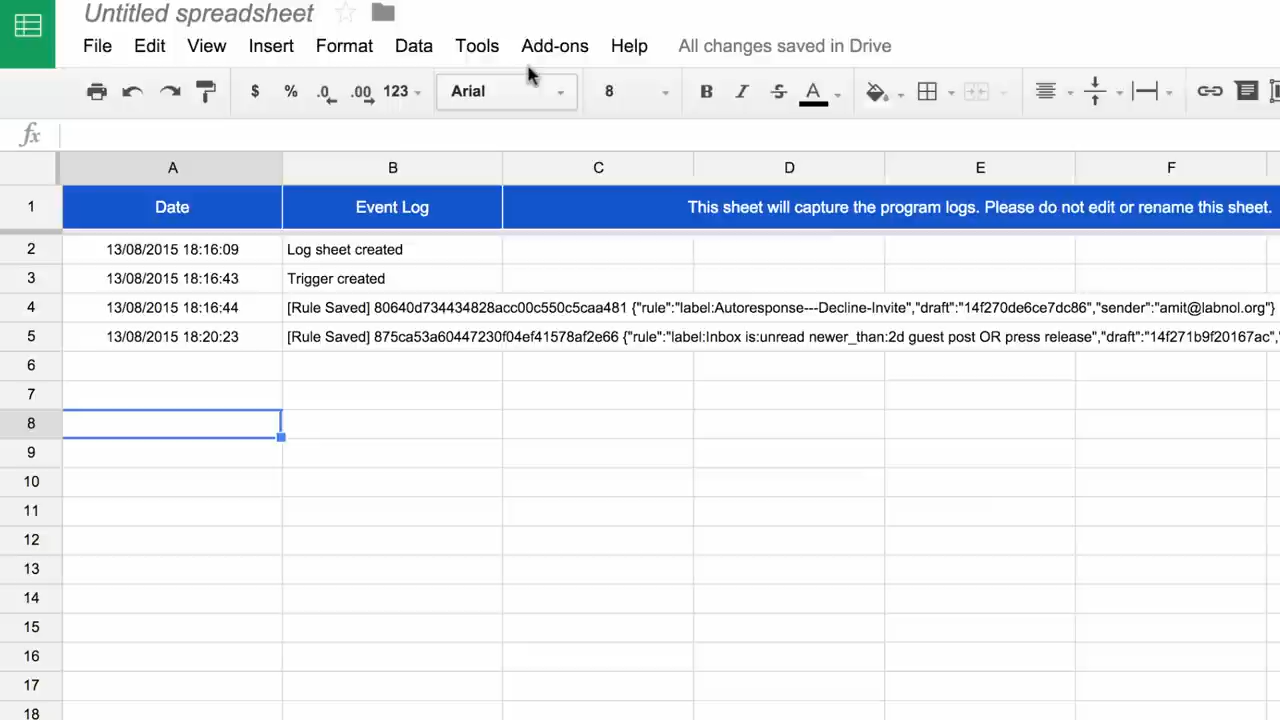 Untitled spreadsheet
File Edit View Insert Format Data Tools Add-ons Help All changes saved in Drive
$ % .0 .00 123 Arial 8 B I S A
fx
A B C D E F
1 Date Event Log This sheet will capture the program logs. Please do not edit or rename this sheet.
2 13/08/2015 18:16:09 Log sheet created
3 13/08/2015 18:16:43 Trigger created
4 13/08/2015 18:16:44 [Rule Saved] 80640d734434828acc00c550c5caa481 {"rule":"label:Autoresponse---Decline-Invite","draft":"14f270de6ce7dc86","sender":"amit@labnol.org"}
5 13/08/2015 18:20:23 [Rule Saved] 875ca53a60447230f04ef41578af2e66 {"rule":"label:Inbox is:unread newer_than:2d guest post OR press release","draft":"14f271b9f20167ac","
6
7
8
9
10
11
12
13
14
15
16
17
18